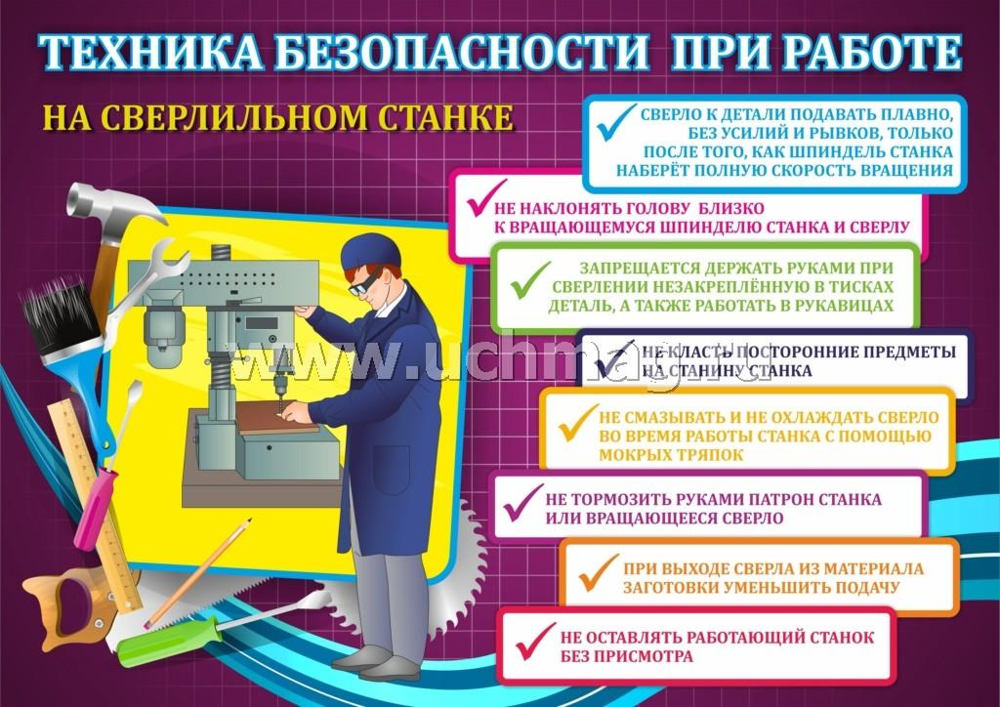 ТЕХНИКА БЕЗОПАСНОСТИ ПРИ РАБОТЕ
НА СВЕРЛИЛЬНОМ СТАНКЕ
СВЕРЛО К ДЕТАЛИ ПОДАВАТЬ ПЛАВНО,
БЕЗ УСИЛИЙ И РЫВКОВ, ТОЛЬКО
ПОСЛЕ ТОГО, КАК ШПИНДЕЛЬ СТАНКА
НАБЕРЁТ ПОЛНУЮ СКОРОСТЬ ВРАЩЕНИЯ
НЕ НАКЛОНЯТЬ ГОЛОВУ БЛИЗКО
К ВРАЩАЮЩЕМУСЯ ШПИНДЕЛЮ СТАНКА И СВЕРЛУ
ЗАПРЕЩАЕТСЯ ДЕРЖАТЬ РУКАМИ ПРИ
СВЕРЛЕНИИ НЕЗАКРЕПЛЁННУЮ В ТИСКАХ
ДЕТАЛЬ, А ТАКЖЕ РАБОТАТЬ В РУКАВИЦАХ
www.uchmag.ru
НЕ КЛАСТЬ ПОСТОРОННИЕ ПРЕДМЕТЫ
НА СТАНИНУ СТАНКА
НЕ СМАЗЫВАТЬ И НЕ ОХЛАЖДАТЬ СВЕРЛО
ВО ВРЕМЯ РАБОТЫ СТАНКА С ПОМОЩЬЮ
МОКРЫХ ТРЯПОК
НЕ ТОРМОЗИТЬ РУКАМИ ПАТРОН СТАНКА
ИЛИ ВРАЩАЮЩЕЕСЯ СВЕРЛО
ПРИ ВЫХОДЕ СВЕРЛА ИЗ МАТЕРИАЛА
ЗАГОТОВКИ УМЕНЬШИТЬ ПОДАЧУ
НЕ ОСТАВЛЯТЬ РАБОТАЮЩИЙ СТАНОК
БЕЗ ПРИСМОТРА